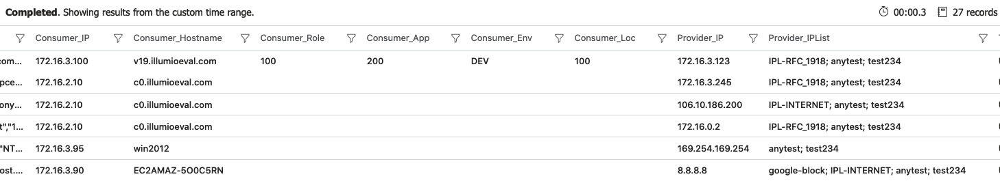 Completed. Showing results from the custom time range. 00:00.3 27 records
Consumer_IP Consumer_Hostname Consumer_Role Consumer_App Consumer_Env Consumer_Loc Provider_IP Provider_IPList
com... 172.16.3.100 v19.illumioeval.com 100 200 DEV 100 172.16.3.123 IPL-RFC_1918; anytest; test234
pce... 172.16.2.10 c0.illumioeval.com 172.16.3.245 IPL-RFC_1918; anytest; test234
ony... 172.16.2.10 c0.illumioeval.com 106.10.186.200 IPL-INTERNET; anytest; test234
t","1... 172.16.2.10 c0.illumioeval.com 172.16.0.2 IPL-RFC_1918; anytest; test234
"NT... 172.16.3.95 win2012 169.254.169.254 anytest; test234
ost.... 172.16.3.90 EC2AMAZ-5O0C5RN 8.8.8.8 google-block; IPL-INTERNET; anytest; test234